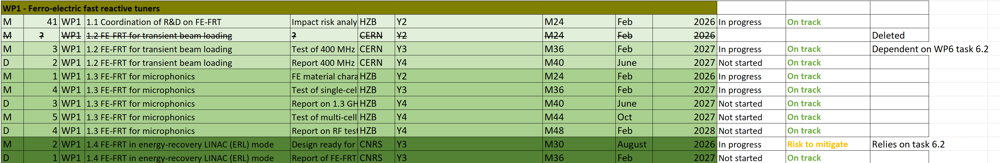 WP1 - Ferro-electric fast reactive tuners
M 41 WP1 1.1 Coordination of R&D on FE-FRT Impact risk analy HZB Y2 M24 Feb 2026 In progress On track
M ? WP1 1.2 FE-FRT for transient beam loading ? CERN Y2 M24 Feb 2026 Deleted
M 3 WP1 1.2 FE-FRT for transient beam loading Test of 400 MHz CERN Y3 M36 Feb 2027 In progress On track Dependent on WP6 task 6.2
D 2 WP1 1.2 FE-FRT for transient beam loading Report 400 MHz CERN Y4 M40 June 2027 Not started On track
M 1 WP1 1.3 FE-FRT for microphonics FE material chara HZB Y2 M24 Feb 2026 In progress On track
M 4 WP1 1.3 FE-FRT for microphonics Test of single-cel HZB Y3 M36 Feb 2027 In progress On track
D 3 WP1 1.3 FE-FRT for microphonics Report on 1.3 GH HZB Y4 M40 June 2027 Not started On track
M 5 WP1 1.3 FE-FRT for microphonics Test of multi-cell HZB Y4 M44 Oct 2027 Not started On track
D 4 WP1 1.3 FE-FRT for microphonics Report on RF test HZB Y4 M48 Feb 2028 Not started On track
M 2 WP1 1.4 FE-FRT in energy-recovery LINAC (ERL) mode Design ready for CNRS Y3 M30 August 2026 In progress Risk to mitigate Relies on task 6.2
D 1 WP1 1.4 FE-FRT in energy-recovery LINAC (ERL) mode Report of FE-FRT CNRS Y3 M36 Feb 2027 Not started On track